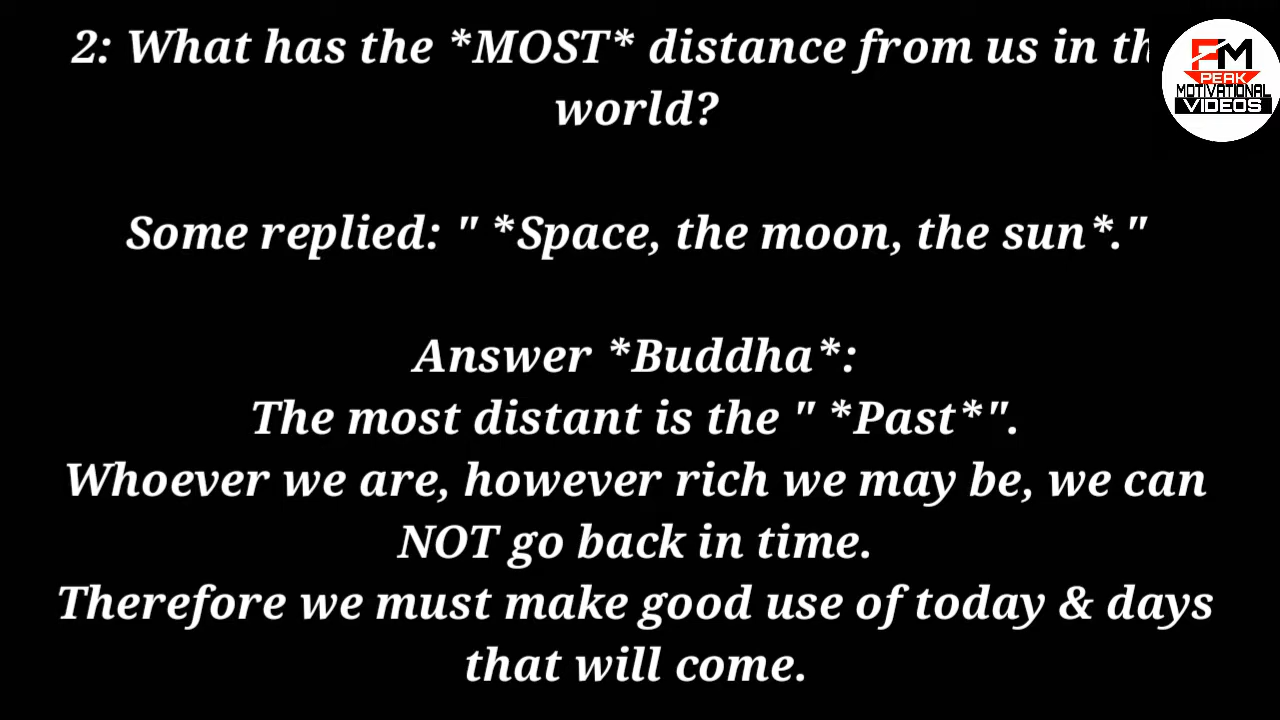 2: What has the *MOST* distance from us in th
world?
Some replied: " *Space, the moon, the sun*."
Answer *Buddha*:
The most distant is the " *Past*".
Whoever we are, however rich we may be, we can
NOT go back in time.
Therefore we must make good use of today & days
that will come.
PM
PEAK
MOTIVATIONAL
VIDEOS